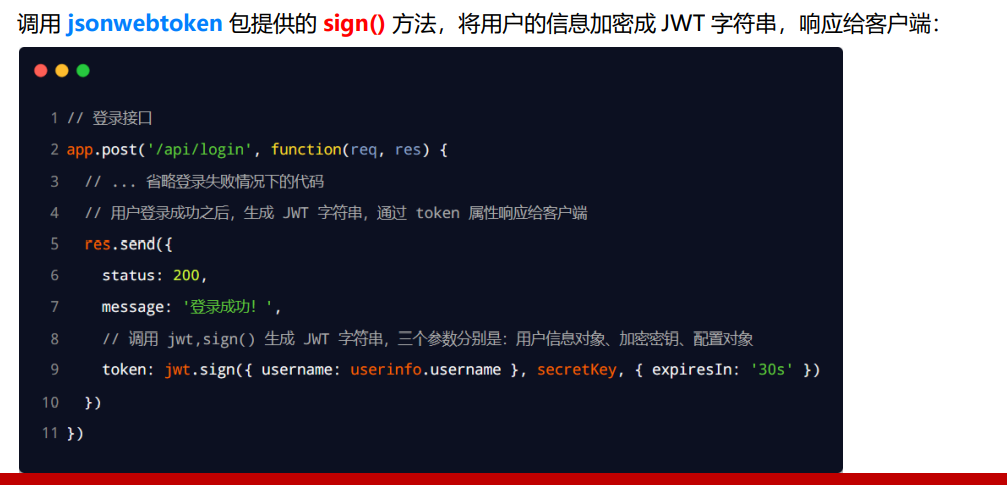 调用 jsonwebtoken 包提供的 sign() 方法，将用户的信息加密成 JWT 字符串，响应给客户端：
1 // 登录接口
2 app.post('/api/login', function(req, res) {
3 // ... 省略登录失败情况下的代码
4 // 用户登录成功之后，生成 JWT 字符串，通过 token 属性响应给客户端
5 res.send({
6 status: 200,
7 message: '登录成功！',
8 // 调用 jwt,sign() 生成 JWT 字符串，三个参数分别是：用户信息对象、加密密钥、配置对象
9 token: jwt.sign({ username: userinfo.username }, secretKey, { expiresIn: '30s' })
10 })
11 })